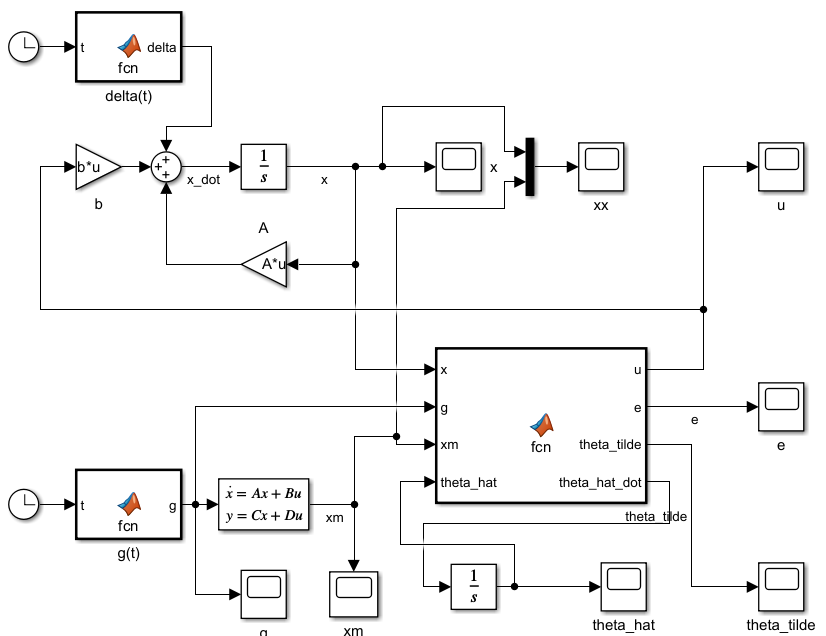 t
delta
fcn
delta(t)
b*u
b
+
+
+
x_dot
1
s
x
x
xx
u
A
A*u
x
g
xm
theta_hat
fcn
u
e
theta_tilde
theta_hat_dot
e
e
t
g
fcn
g(t)
ẋ = Ax + Bu
y = Cx + Du
xm
g
xm
theta_tilde
1
s
theta_hat
theta_tilde